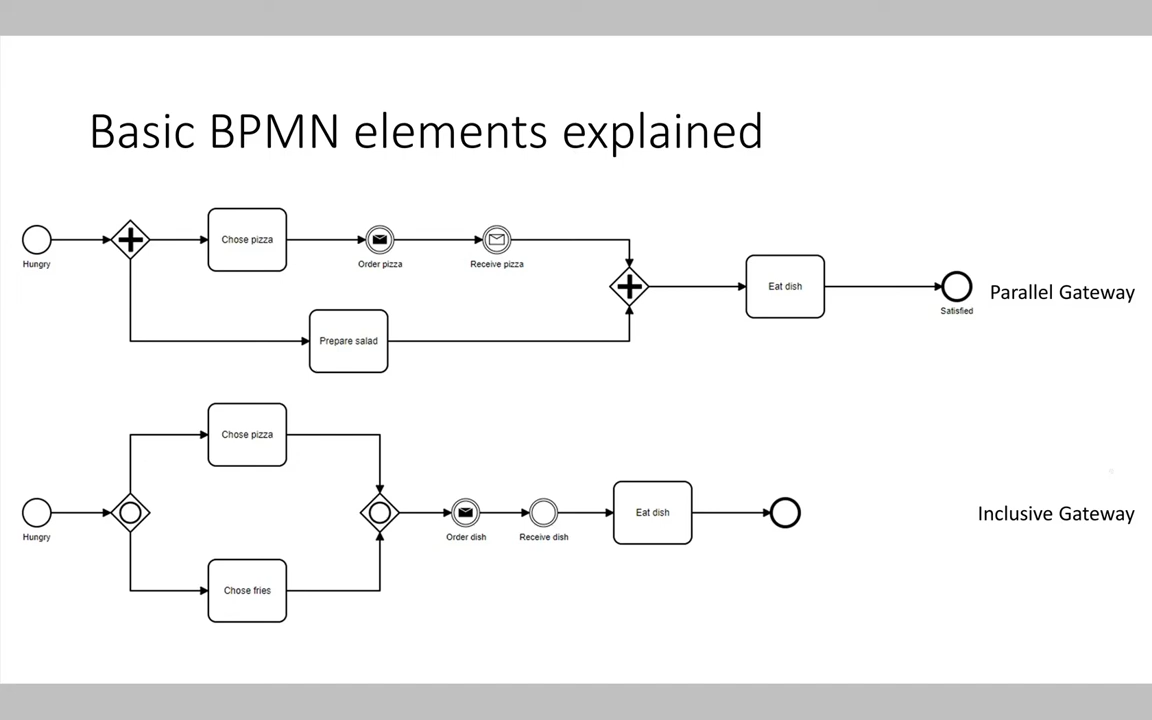 Basic BPMN elements explained
Chose pizza
Hungry
Order pizza
Receive pizza
Eat dish
Parallel Gateway
Satisfied
Prepare salad
Chose pizza
Hungry
Order dish
Receive dish
Eat dish
Inclusive Gateway
Chose fries